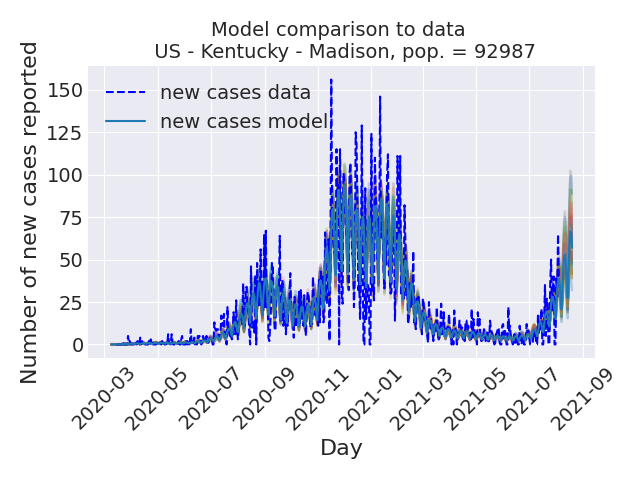 Model comparison to data
US - Kentucky - Madison, pop. = 92987
Number of new cases reported
150
125
100
75
50
25
0
new cases data
new cases model
2020-03
2020-05
2020-07
2020-09
2020-11
2021-01
2021-03
2021-05
2021-07
2021-09
Day